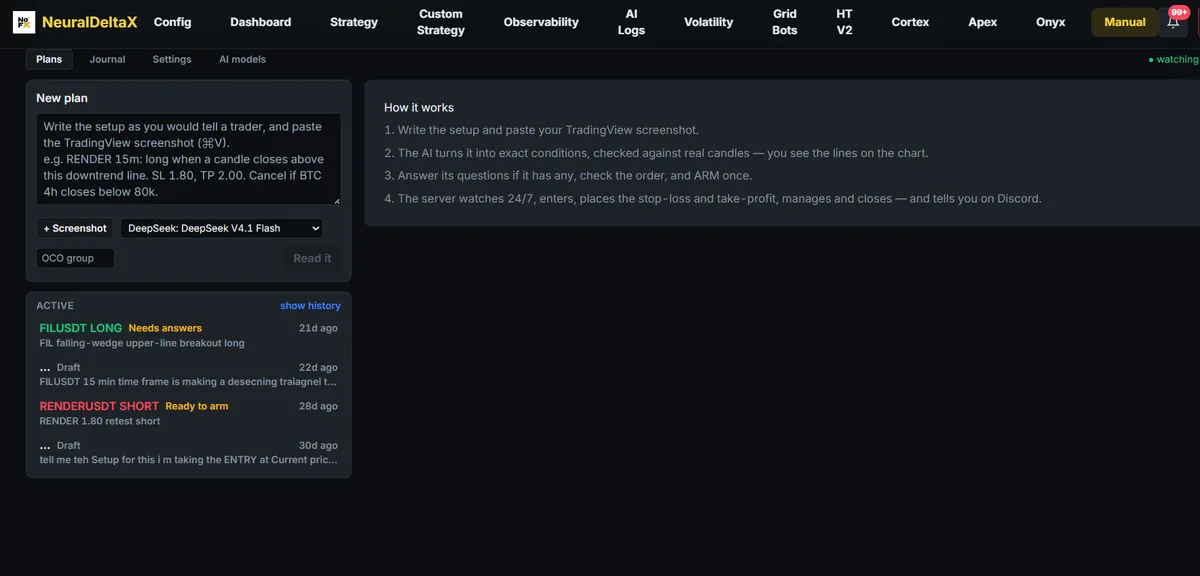 NeuralDeltaX
Config
Dashboard
Strategy
Custom
Strategy
Observability
AI
Logs
Volatility
Grid
Bots
HT
V2
Cortex
Apex
Onyx
Manual
99+
Plans
Journal
Settings
AI models
watching
New plan
Write the setup as you would tell a trader, and paste
the TradingView screenshot (⌘V).
e.g. RENDER 15m: long when a candle closes above
this downtrend line. SL 1.80, TP 2.00. Cancel if BTC
4h closes below 80k.
+ Screenshot
DeepSeek: DeepSeek V4.1 Flash
OCO group
Read it
ACTIVE
show history
FILUSDT LONG Needs answers 21d ago
FIL falling-wedge upper-line breakout long
... Draft 22d ago
FILUSDT 15 min time frame is making a desecning traiagnel t...
RENDERUSDT SHORT Ready to arm 28d ago
RENDER 1.80 retest short
... Draft 30d ago
tell me teh Setup for this i m taking the ENTRY at Current pric...
How it works
1. Write the setup and paste your TradingView screenshot.
2. The AI turns it into exact conditions, checked against real candles — you see the lines on the chart.
3. Answer its questions if it has any, check the order, and ARM once.
4. The server watches 24/7, enters, places the stop-loss and take-profit, manages and closes — and tells you on Discord.